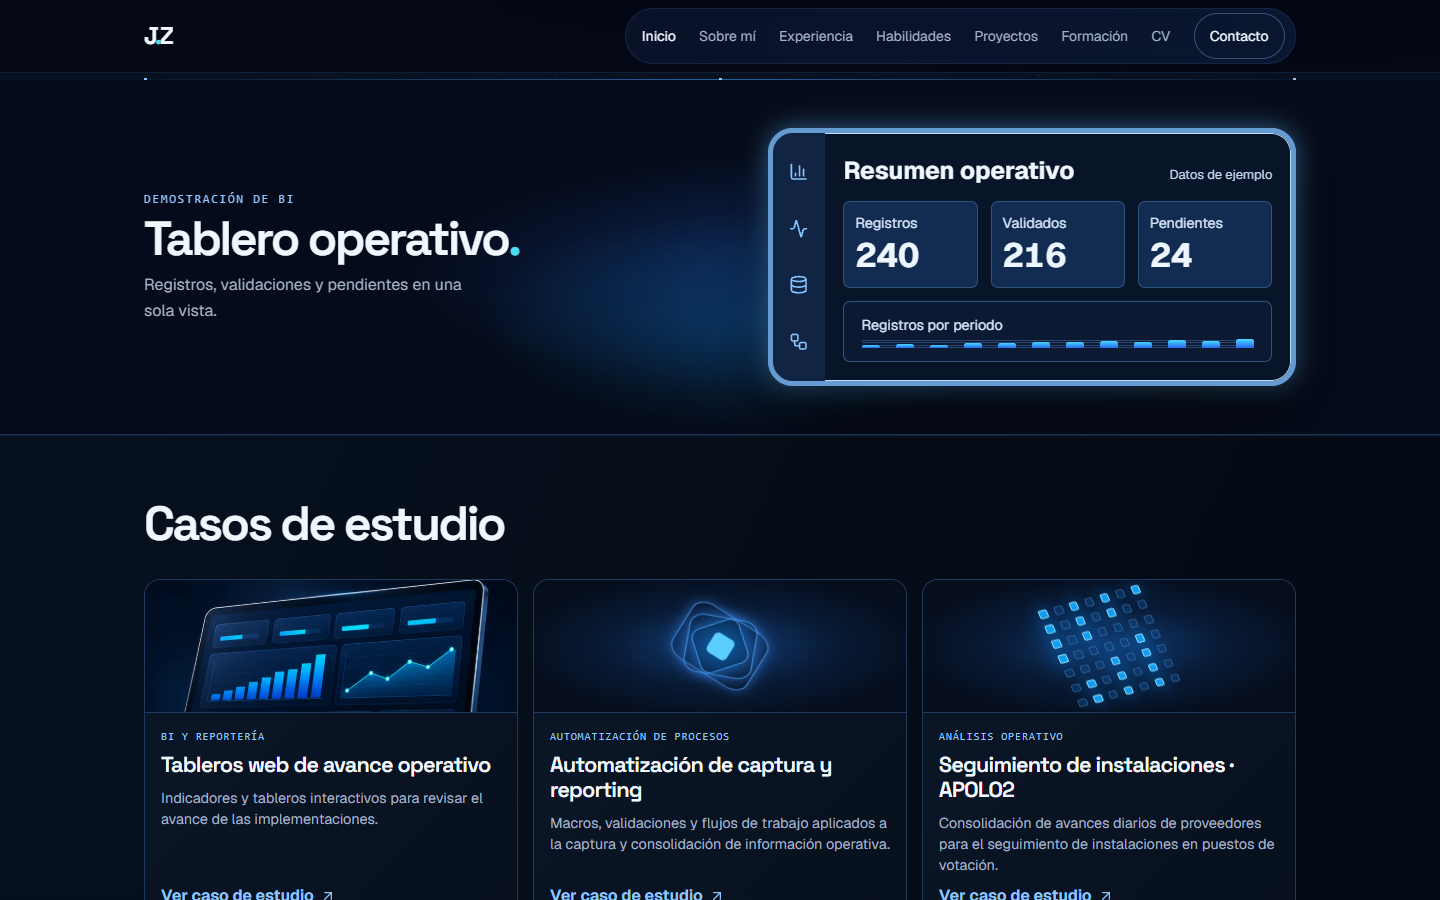 J.Z
Inicio
Sobre mí
Experiencia
Habilidades
Proyectos
Formación
CV
Contacto
DEMOSTRACIÓN DE BI
Tablero operativo.
Registros, validaciones y pendientes en una
sola vista.
Resumen operativo
Datos de ejemplo
Registros
240
Validados
216
Pendientes
24
Registros por periodo
Casos de estudio
BI Y REPORTERÍA
Tableros web de avance operativo
Indicadores y tableros interactivos para revisar el
avance de las implementaciones.
Ver caso de estudio
AUTOMATIZACIÓN DE PROCESOS
Automatización de captura y
reporting
Macros, validaciones y flujos de trabajo aplicados a
la captura y consolidación de información operativa.
Ver caso de estudio
ANÁLISIS OPERATIVO
Seguimiento de instalaciones ·
APOLO2
Consolidación de avances diarios de proveedores
para el seguimiento de instalaciones en puestos de
votación.
Ver caso de estudio